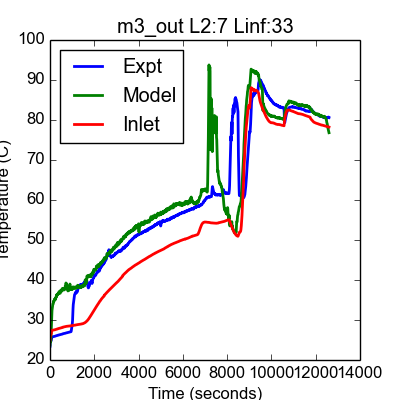 m3_out L2:7 Linf:33
Expt
Model
Inlet
Temperature (C)
100
90
80
70
60
50
40
30
20
0 2000 4000 6000 8000 10000 12000 14000
Time (seconds)